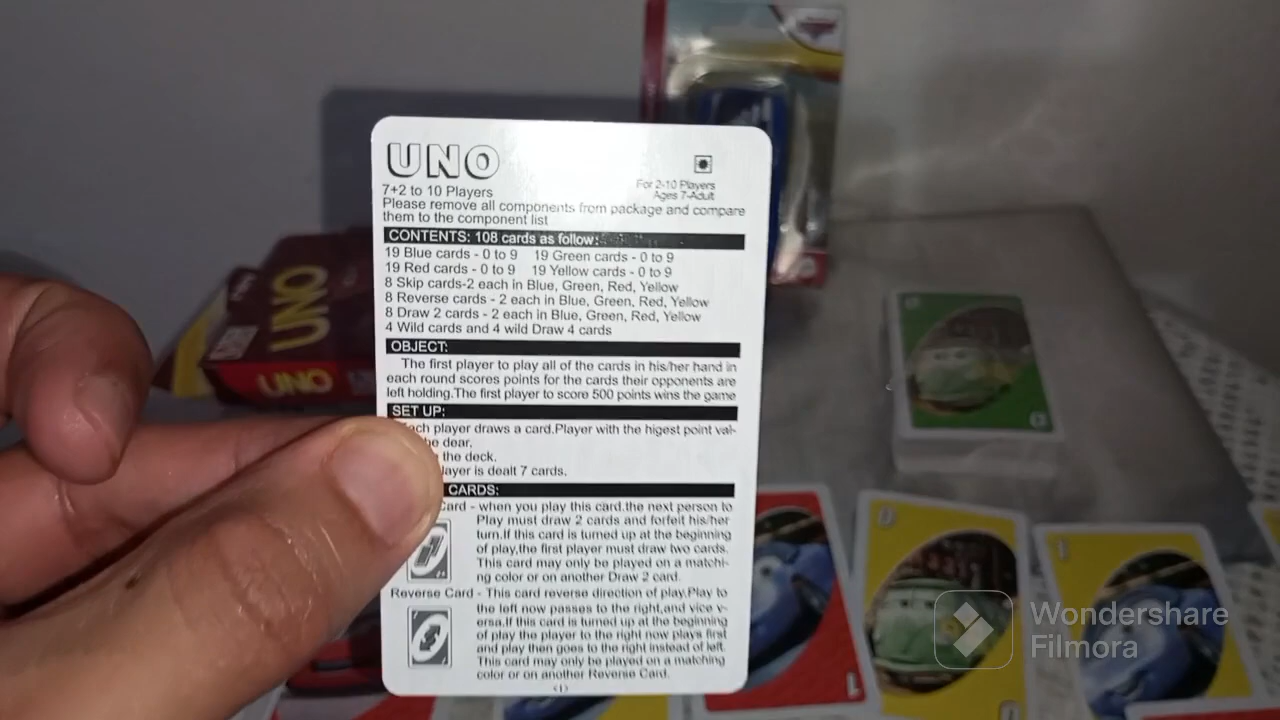 UNO
7+2 to 10 Players
For 2-10 Players
Ages 7-Adult
Please remove all components from package and compare
them to the component list
CONTENTS: 108 cards as follow:
19 Blue cards - 0 to 9 19 Green cards - 0 to 9
19 Red cards - 0 to 9 19 Yellow cards - 0 to 9
8 Skip cards-2 each in Blue, Green, Red, Yellow
8 Reverse cards - 2 each in Blue, Green, Red, Yellow
8 Draw 2 cards - 2 each in Blue, Green, Red, Yellow
4 Wild cards and 4 wild Draw 4 cards
OBJECT:
The first player to play all of the cards in his/her hand in
each round scores points for the cards their opponents are
left holding.The first player to score 500 points wins the game
SET UP:
ach player draws a card.Player with the higest point val-
he dear.
the deck.
layer is dealt 7 cards.
CARDS:
Card - when you play this card.the next person to
Play must draw 2 cards and forfeit his/her
turn.If this card is turned up at the beginning
of play,the first player must draw two cards.
This card may only be played on a matchi-
ng color or on another Draw 2 card.
Reverse Card - This card reverse direction of play.Play to
the left now passes to the right,and vice v-
ersa.If this card is turned up at the beginning
of play the player to the right now plays first
and play then goes to the right instead of left.
This card may only be played on a matching
color or on another Reverse Card.
(1)
UNO
UNO
0
1
1
0
Wondershare
Filmora